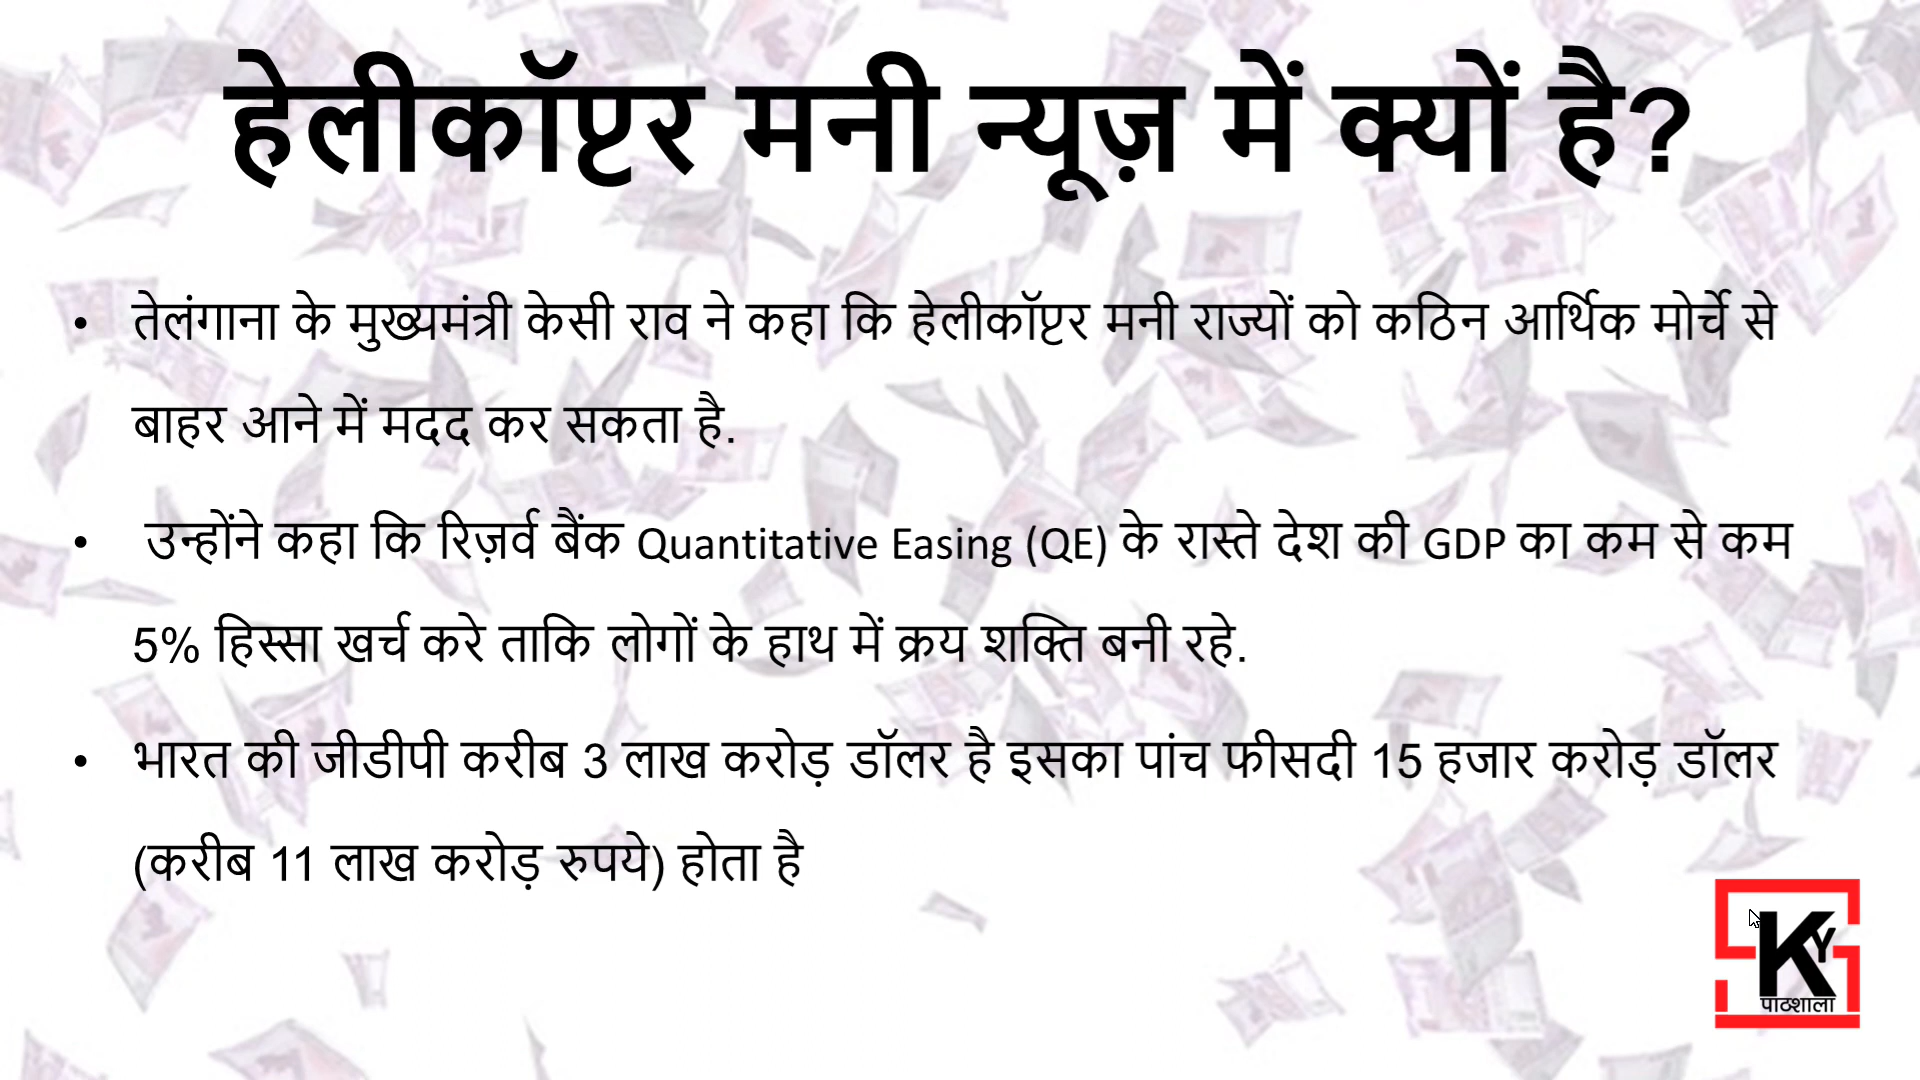 हेलीकॉप्टर मनी न्यूज़ में क्यों है?
• तेलंगाना के मुख्यमंत्री केसी राव ने कहा कि हेलीकॉप्टर मनी राज्यों को कठिन आर्थिक मोर्चे से
बाहर आने में मदद कर सकता है.
• उन्होंने कहा कि रिज़र्व बैंक Quantitative Easing (QE) के रास्ते देश की GDP का कम से कम
5% हिस्सा खर्च करे ताकि लोगों के हाथ में क्रय शक्ति बनी रहे.
• भारत की जीडीपी करीब 3 लाख करोड़ डॉलर है इसका पांच फीसदी 15 हजार करोड़ डॉलर
(करीब 11 लाख करोड़ रुपये) होता है
SKY
पाठशाला